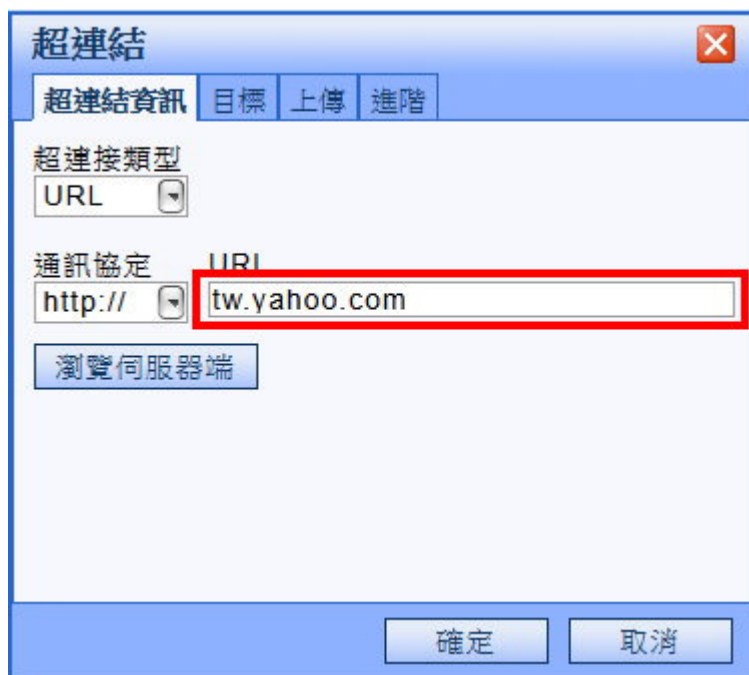 超連結
超連結資訊 目標 上傳 進階
超連接類型
URL
通訊協定 URL
http:// tw.yahoo.com
瀏覽伺服器端
確定 取消